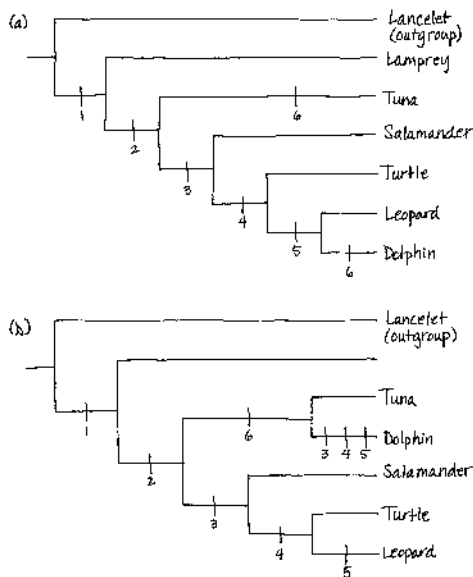 (a)
Lancelet
(outgroup)
Lamprey
1
Tuna
6
2
Salamander
3
Turtle
4
Leopard
5
Dolphin
6
(b)
Lancelet
(outgroup)
1
Tuna
6
Dolphin
3 4 5
2
Salamander
3
Turtle
4
Leopard
5